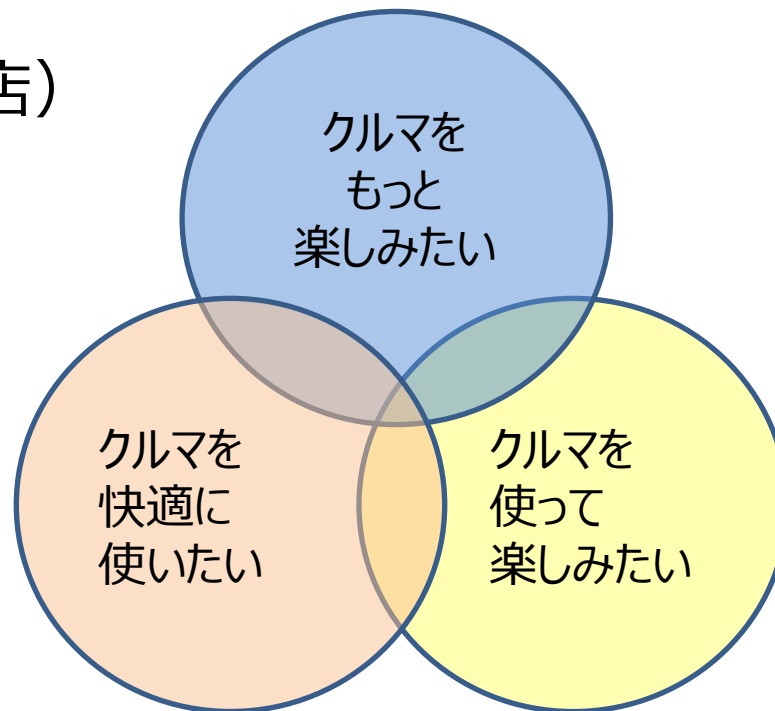 店）
クルマを
もっと
楽しみたい
クルマを
快適に
使いたい
クルマを
使って
楽しみたい